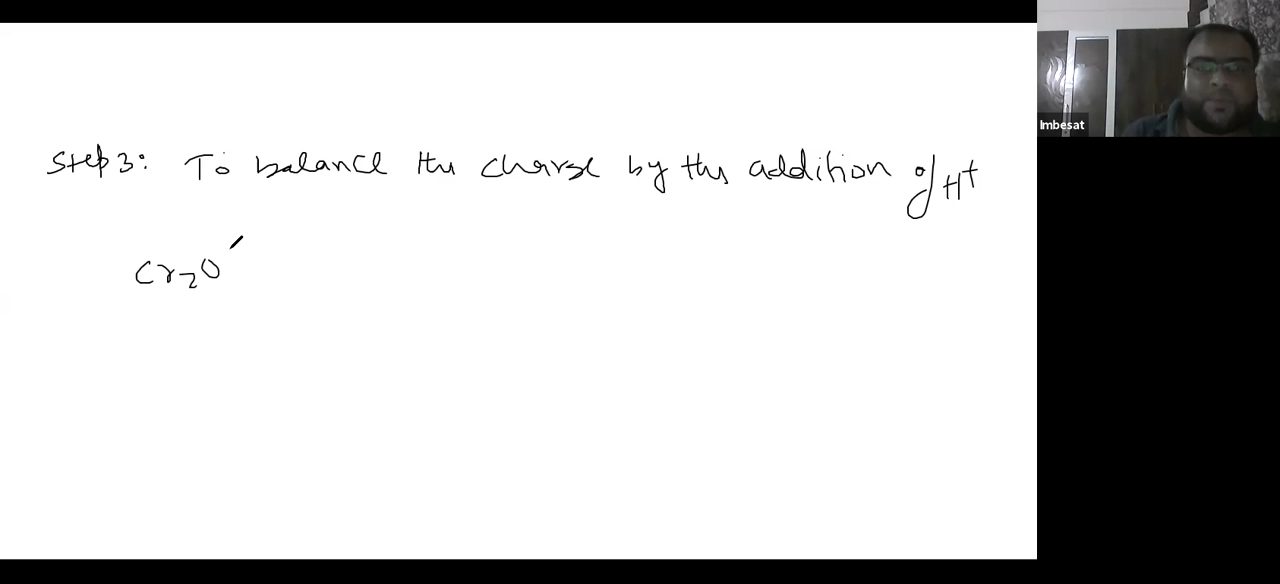 Step 3: To balance the charge by the addition of H+
Cr2O
Imbesat